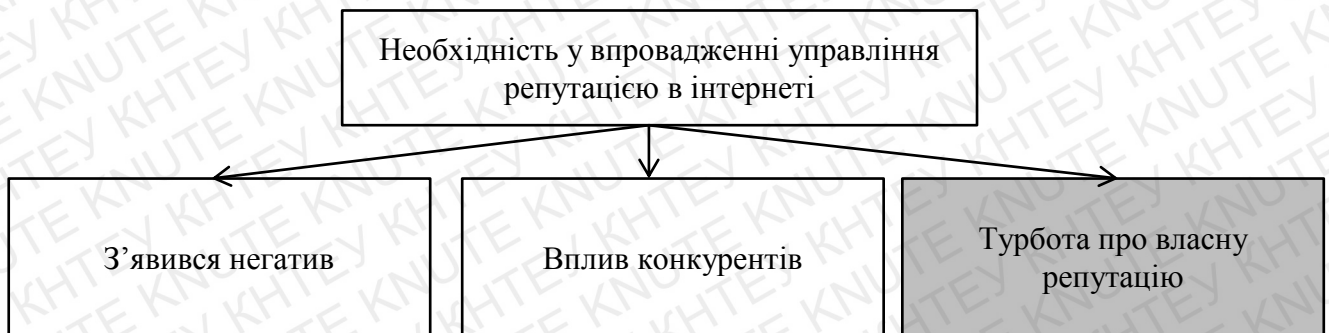 Необхідність у впровадженні управління
репутацією в інтернеті
З’явився негатив
Вплив конкурентів
Турбота про власну
репутацію